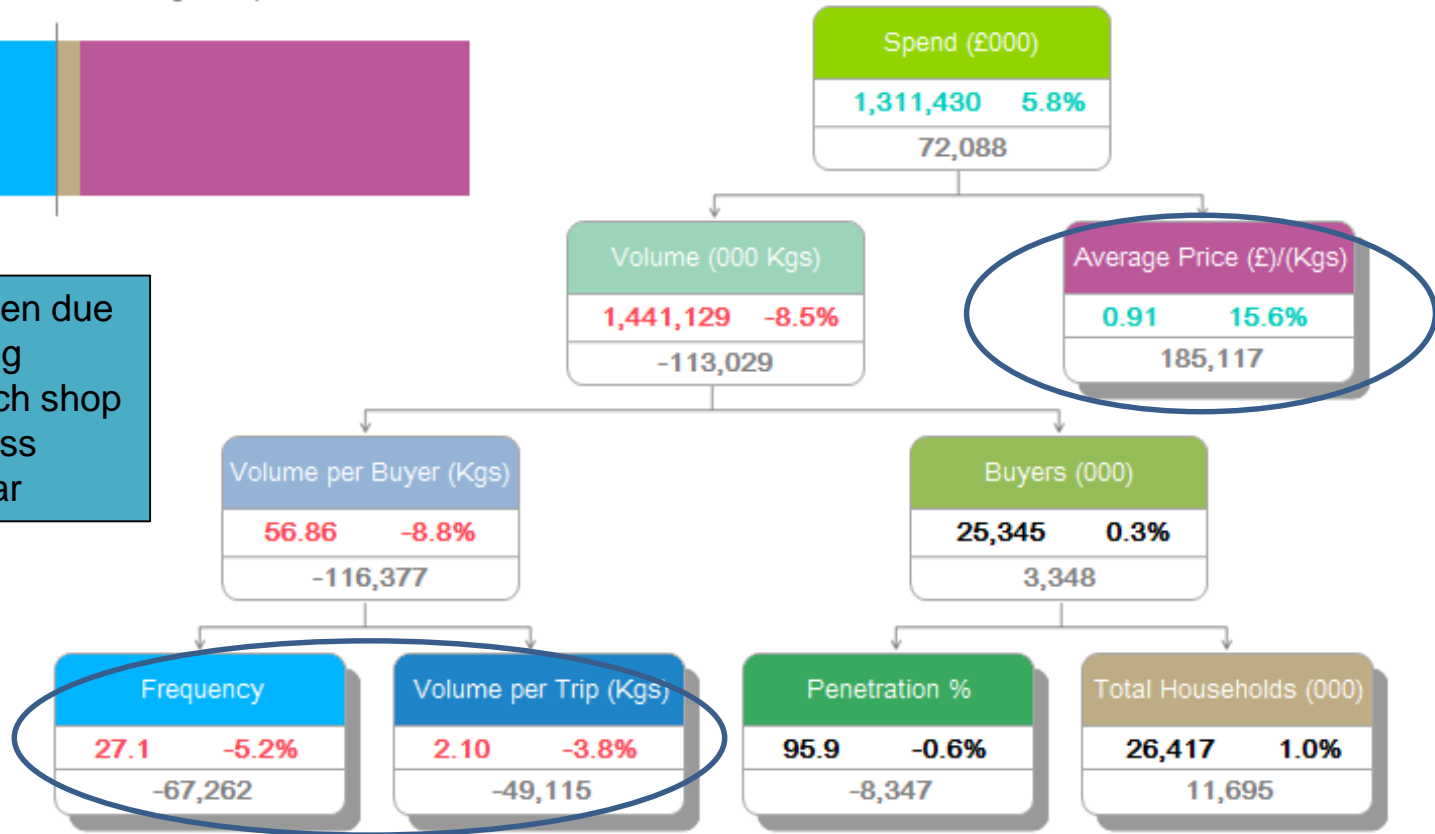 Spend (£000)
1,311,430 5.8%
72,088
Volume (000 Kgs)
1,441,129 -8.5%
-113,029
Average Price (£)/(Kgs)
0.91 15.6%
185,117
due
ch shop
Volume per Buyer (Kgs)
56.86 -8.8%
-116,377
Buyers (000)
25,345 0.3%
3,348
Frequency
27.1 -5.2%
-67,262
Volume per Trip (Kgs)
2.10 -3.8%
-49,115
Penetration %
95.9 -0.6%
-8,347
Total Households (000)
26,417 1.0%
11,695